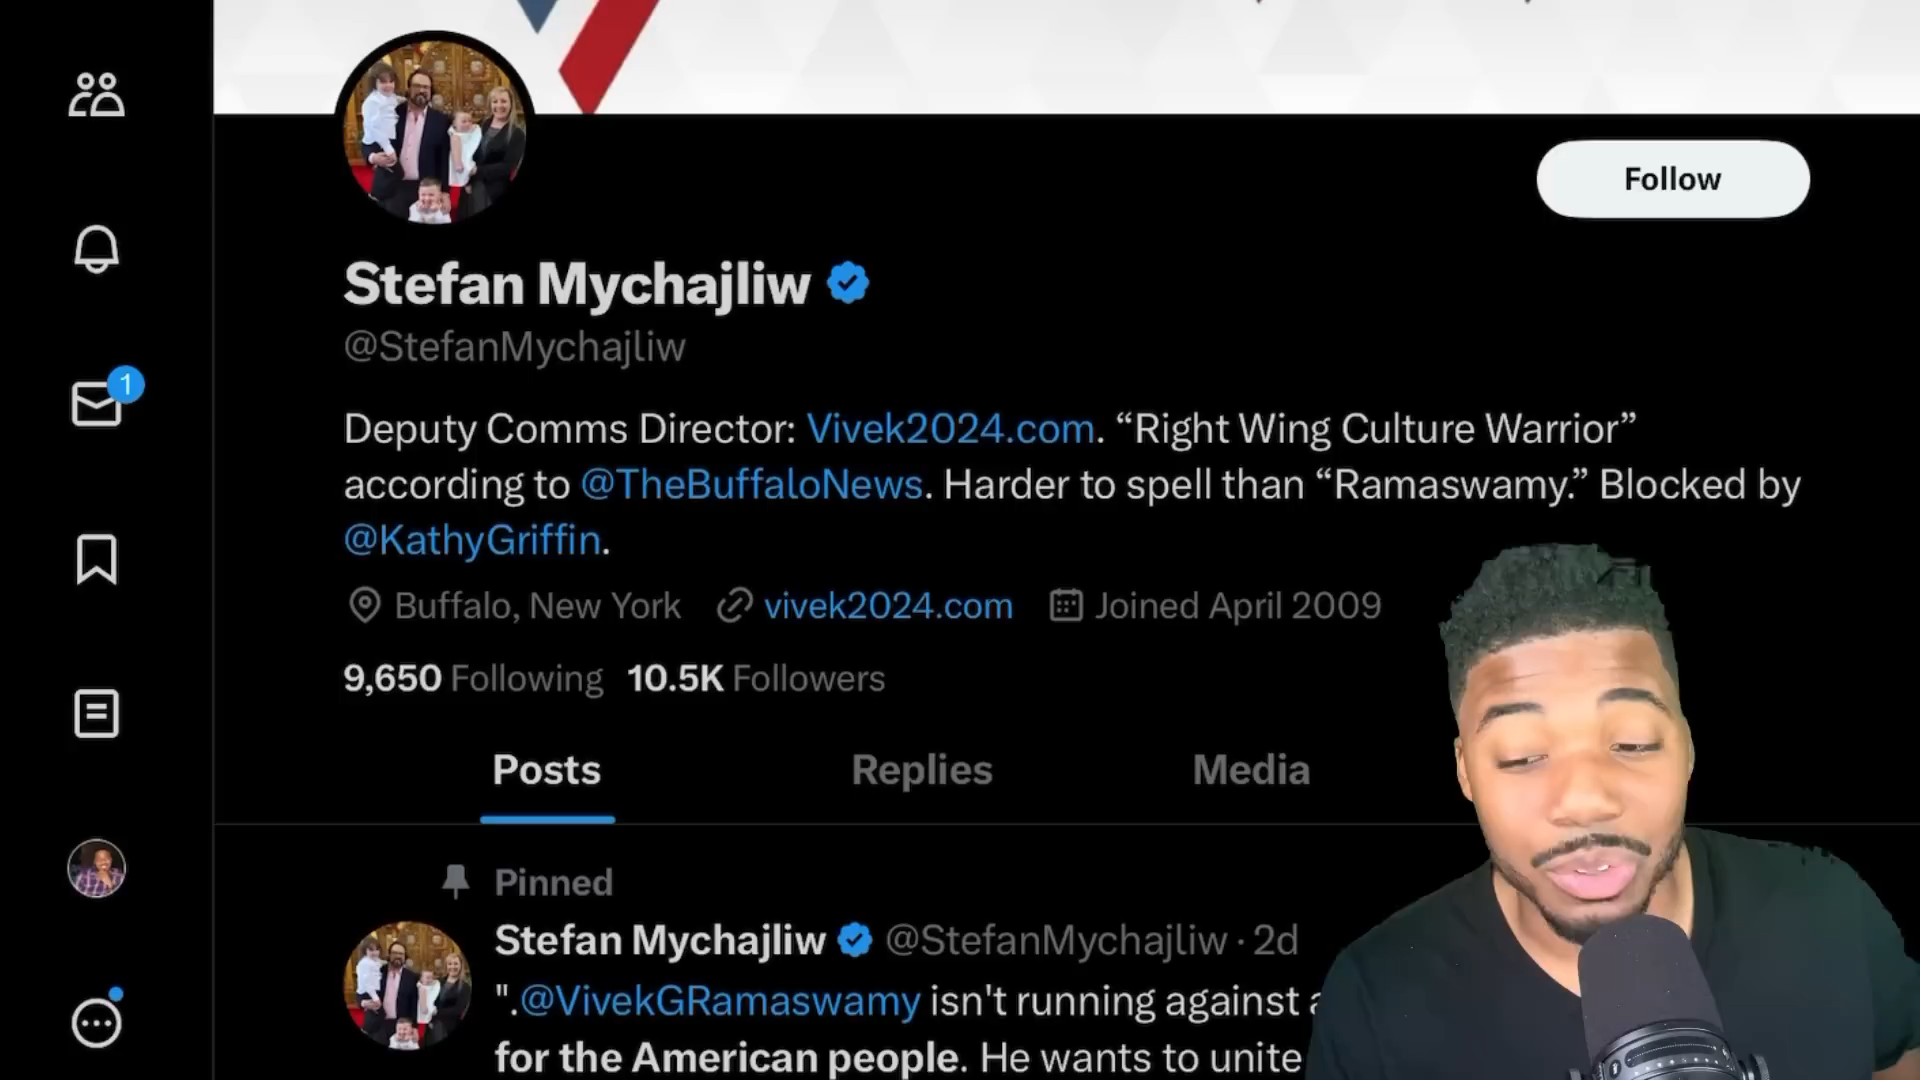 Follow
Stefan Mychajliw
@StefanMychajliw
1
Deputy Comms Director: Vivek2024.com. “Right Wing Culture Warrior”
according to @TheBuffaloNews. Harder to spell than “Ramaswamy.” Blocked by
@KathyGriffin.
Buffalo, New York vivek2024.com Joined April 2009
9,650 Following 10.5K Followers
Posts Replies Media
Pinned
Stefan Mychajliw @StefanMychajliw · 2d
".@VivekGRamaswamy isn't running against
for the American people. He wants to unite